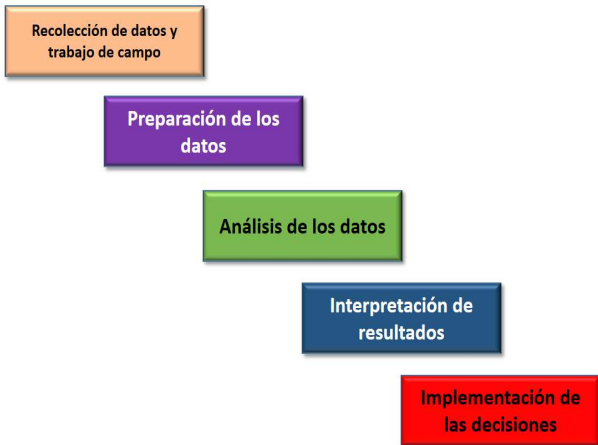 Recolección de datos y
trabajo de campo
Preparación de los
datos
Análisis de los datos
Interpretación de
resultados
Implementación de
las decisiones